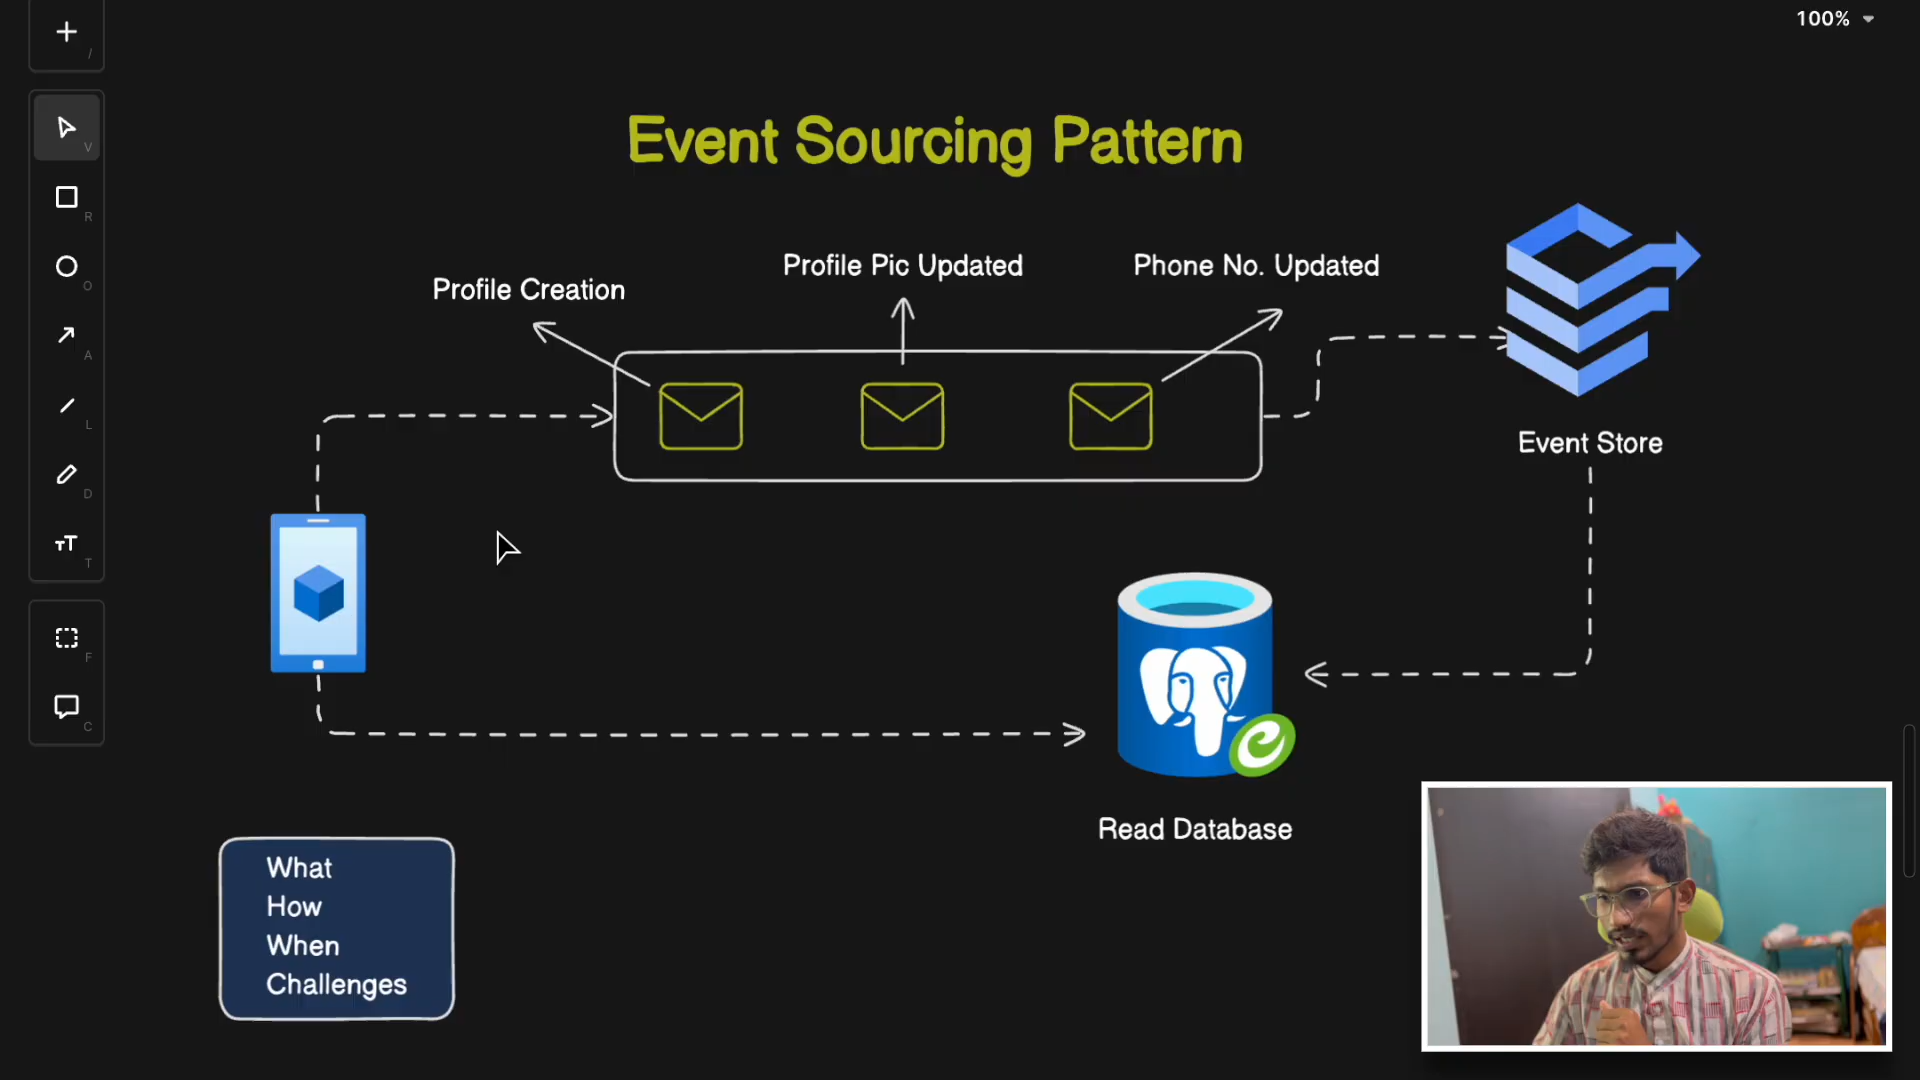 100%
/
V
R
O
A
L
D
T
F
C
Event Sourcing Pattern
Profile Creation
Profile Pic Updated
Phone No. Updated
Event Store
Read Database
What
How
When
Challenges